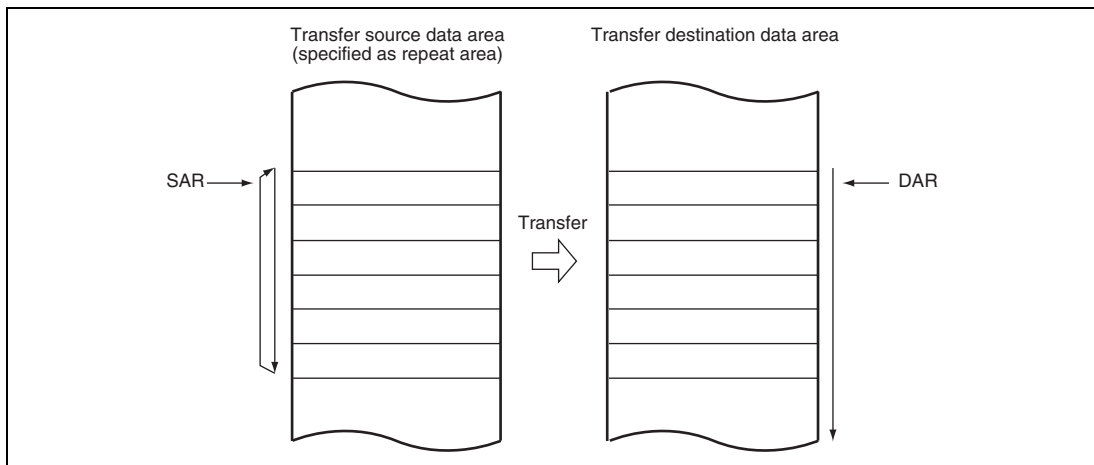 Transfer source data area
(specified as repeat area)
Transfer destination data area
SAR
Transfer
DAR